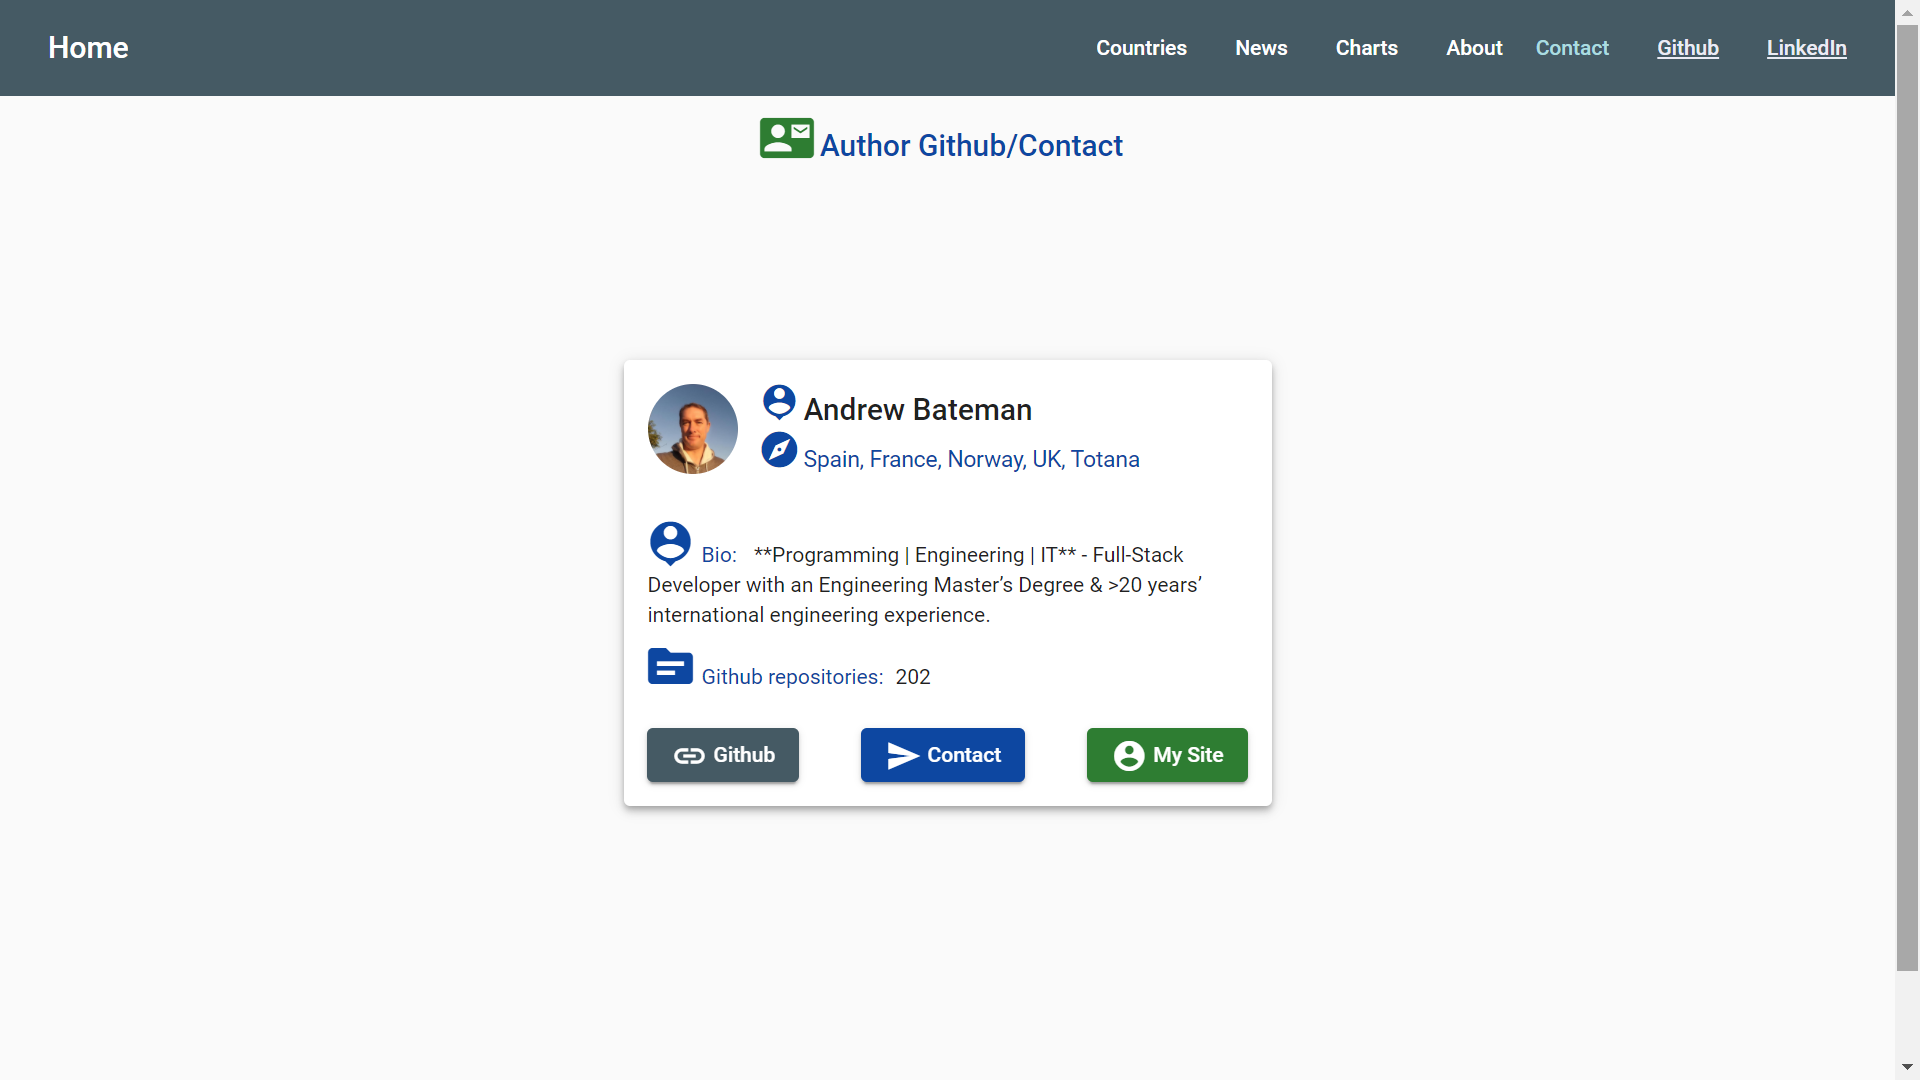 Home Countries News Charts About Contact Github LinkedIn
Author Github/Contact
Andrew Bateman
Spain, France, Norway, UK, Totana
Bio: **Programming | Engineering | IT** - Full-Stack
Developer with an Engineering Master’s Degree & >20 years’
international engineering experience.
Github repositories: 202
Github Contact My Site